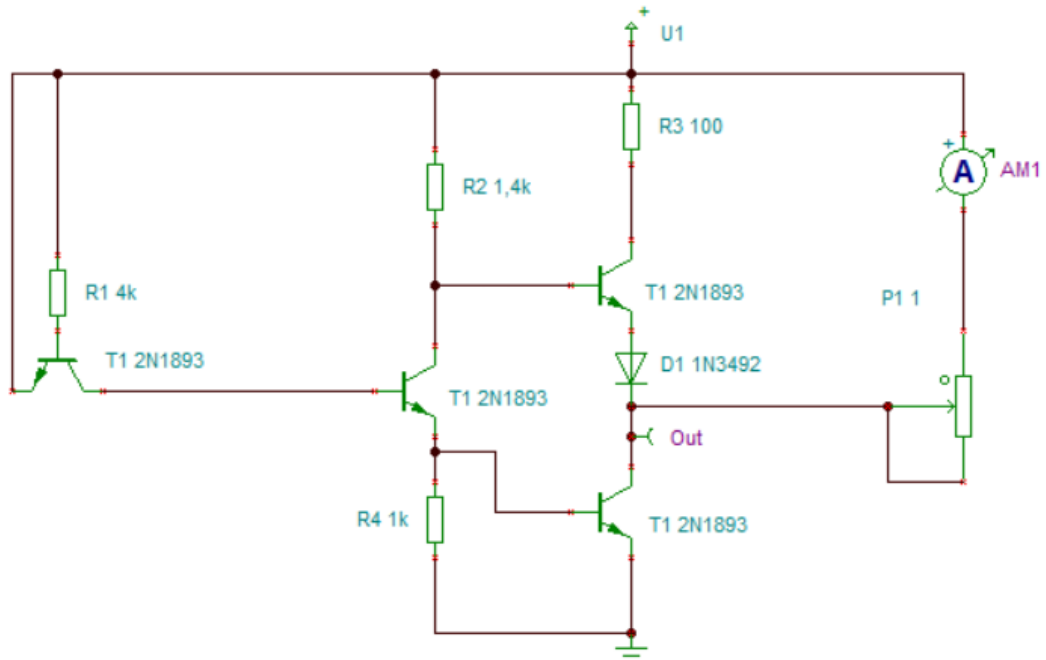 +
U1
R3 100
+
A
AM1
R2 1,4k
R1 4k
T1 2N1893
P1 1
T1 2N1893
D1 1N3492
T1 2N1893
Out
R4 1k
T1 2N1893